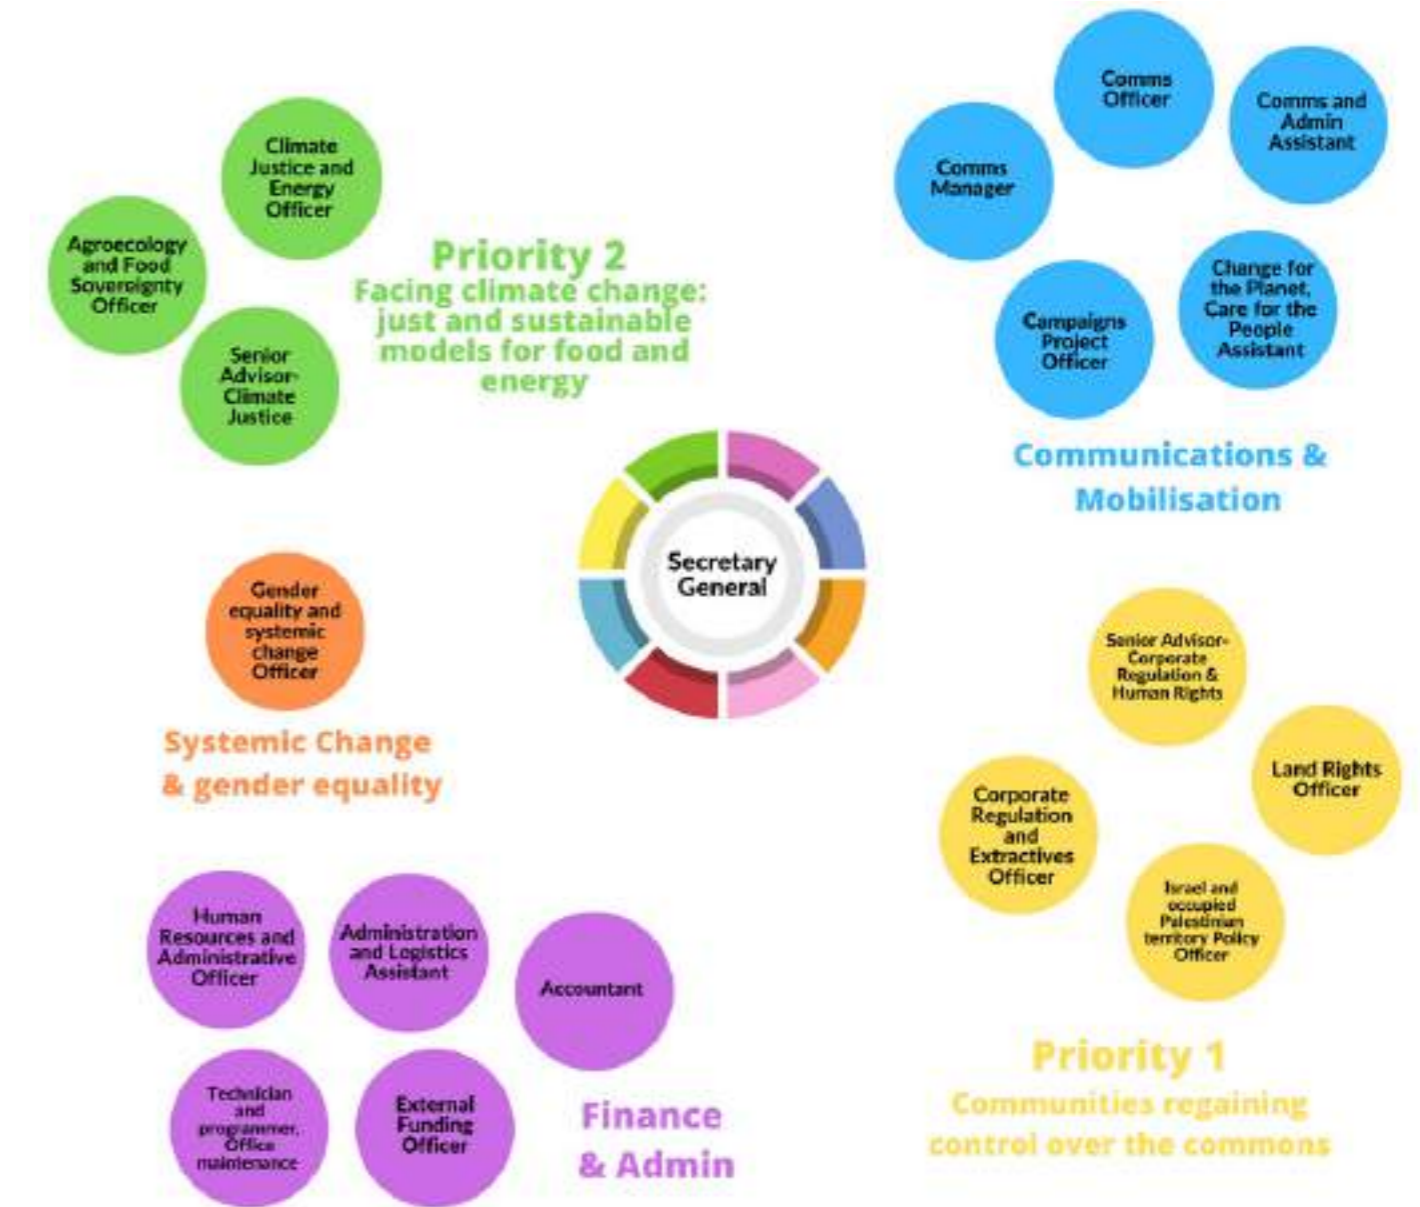 Climate
Justice and
Energy
Officer
Agroecology
and Food
Sovereignty
Officer
Senior
Advisor-
Climate
Justice
Priority 2
Facing climate change:
just and sustainable
models for food and
energy
Comms
Officer
Comms and
Admin
Assistant
Comms
Manager
Campaigns
Project
Officer
Change for
the Planet,
Care for the
People
Assistant
Communications &
Mobilisation
Secretary
General
Gender
equality and
systemic
change
Officer
Systemic Change
& gender equality
Senior Advisor-
Corporate
Regulation &
Human Rights
Land Rights
Officer
Corporate
Regulation
and
Extractives
Officer
Israel and
occupied
Palestinian
territory Policy
Officer
Priority 1
Communities regaining
control over the commons
Human
Resources and
Administrative
Officer
Administration
and Logistics
Assistant
Accountant
Technician
and
programmer,
Office
maintenance
External
Funding
Officer
Finance
& Admin